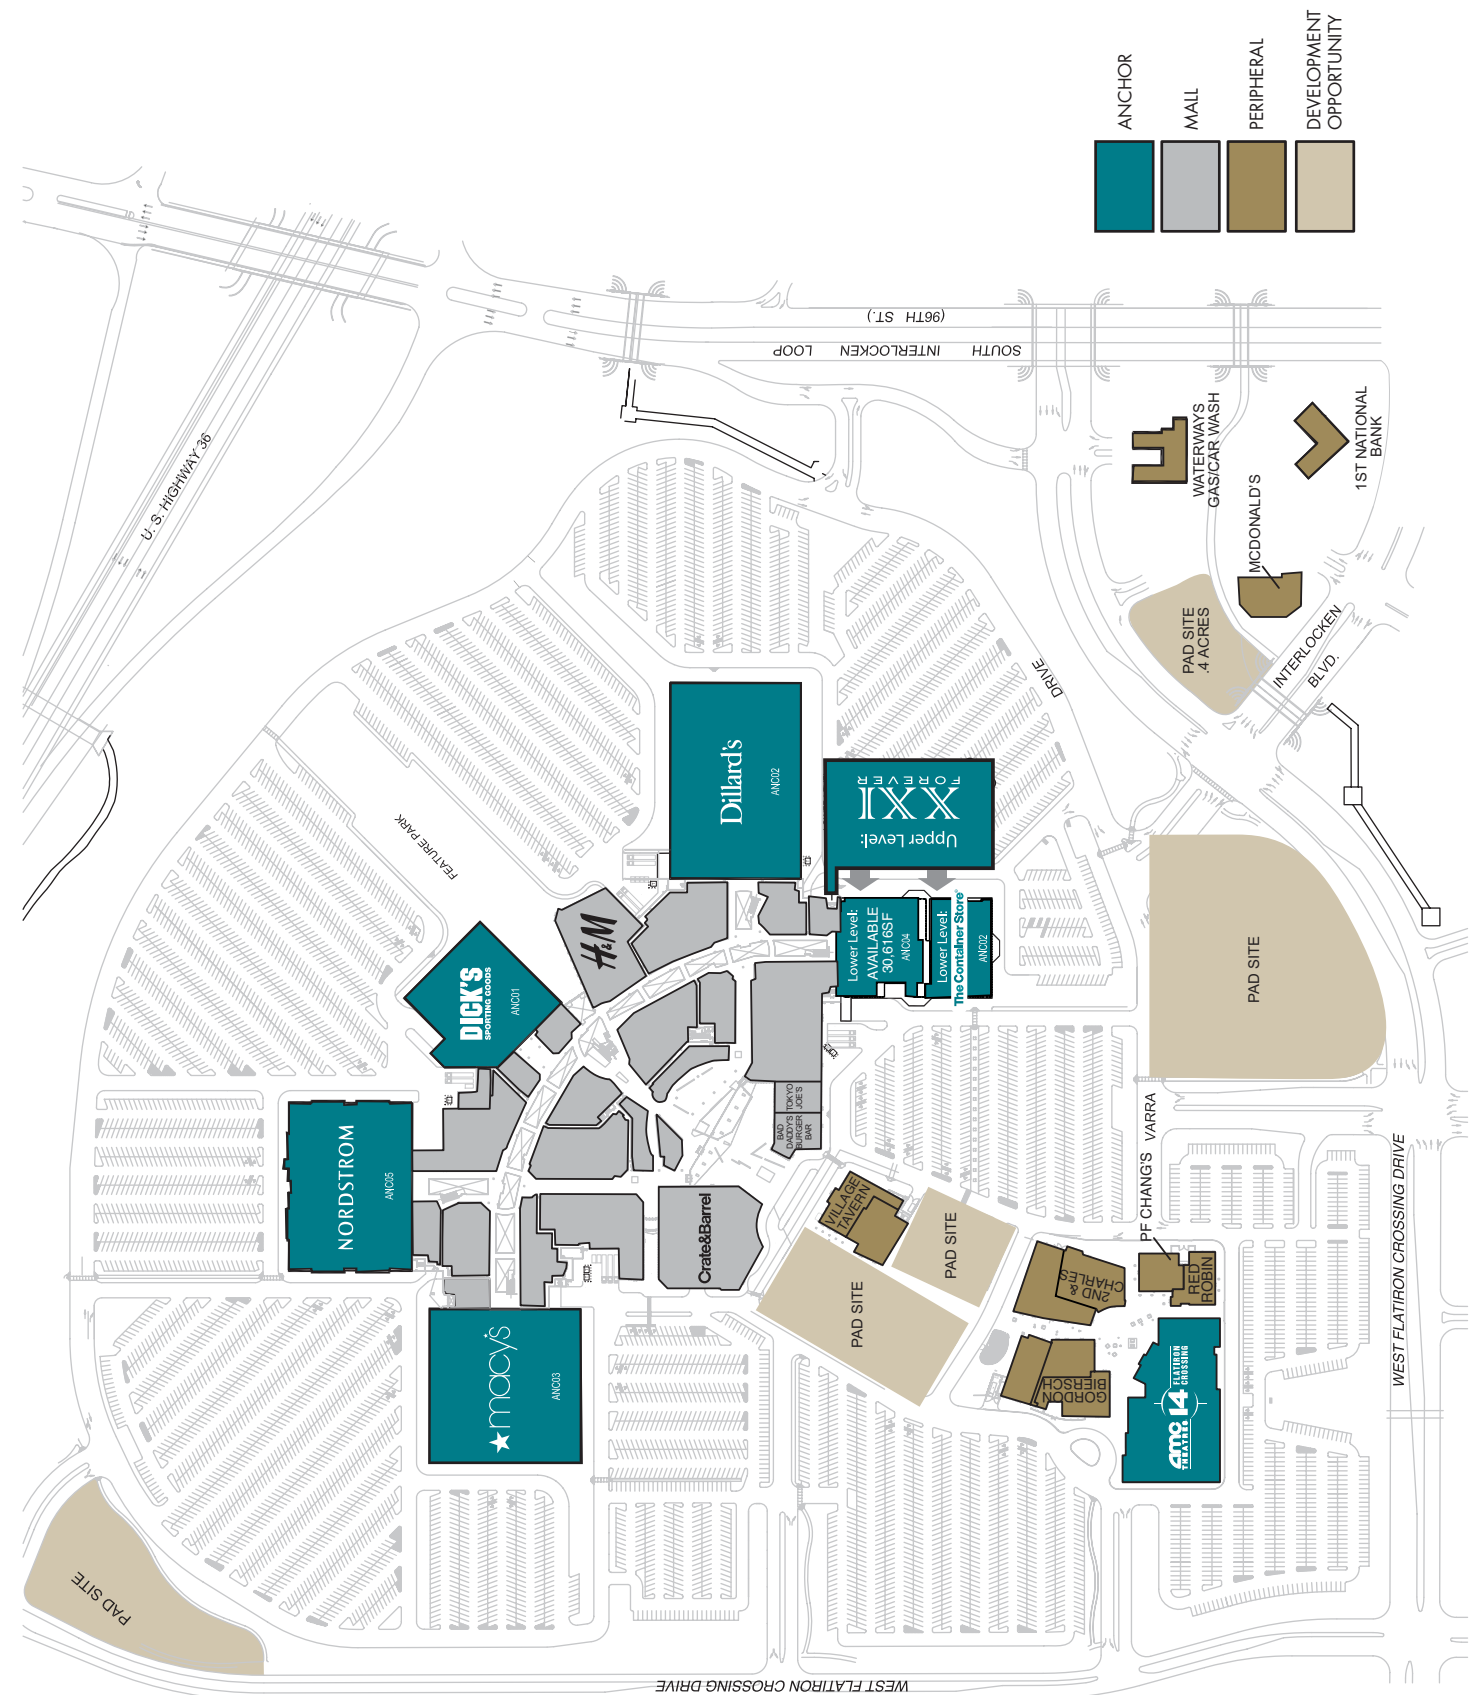 ANCHOR
MALL
PERIPHERAL
DEVELOPMENT
OPPORTUNITY
(96TH ST.)
SOUTH INTERLOCKEN LOOP
U. S. HIGHWAY 36
WATERWAYS
GAS/CAR WASH
1ST NATIONAL
BANK
MCDONALD'S
PAD SITE
.4 ACRES
INTERLOCKEN
BLVD.
DRIVE
FEATURE PARK
Dillard's
ANC02
Upper Level:
XXI
FOREVER
H&M
DICK'S
SPORTING GOODS
ANC01
Lower Level:
AVAILABLE
30,616SF
ANC04
Lower Level:
The Container Store®
ANC02
PAD SITE
NORDSTROM
ANC05
TOKYO
JOE'S
BAD
DADDY'S
BURGER
BAR
VILLAGE
TAVERN
PAD SITE
PAD SITE
Crate&Barrel
PF CHANG'S
VARRA
2ND &
CHARLES
RED
ROBIN
GORDON
BIERSCH
amc
THEATRES
14
FLATIRON
CROSSING
macy's
ANC03
PAD SITE
WEST FLATIRON CROSSING DRIVE
WEST FLATIRON CROSSING DRIVE